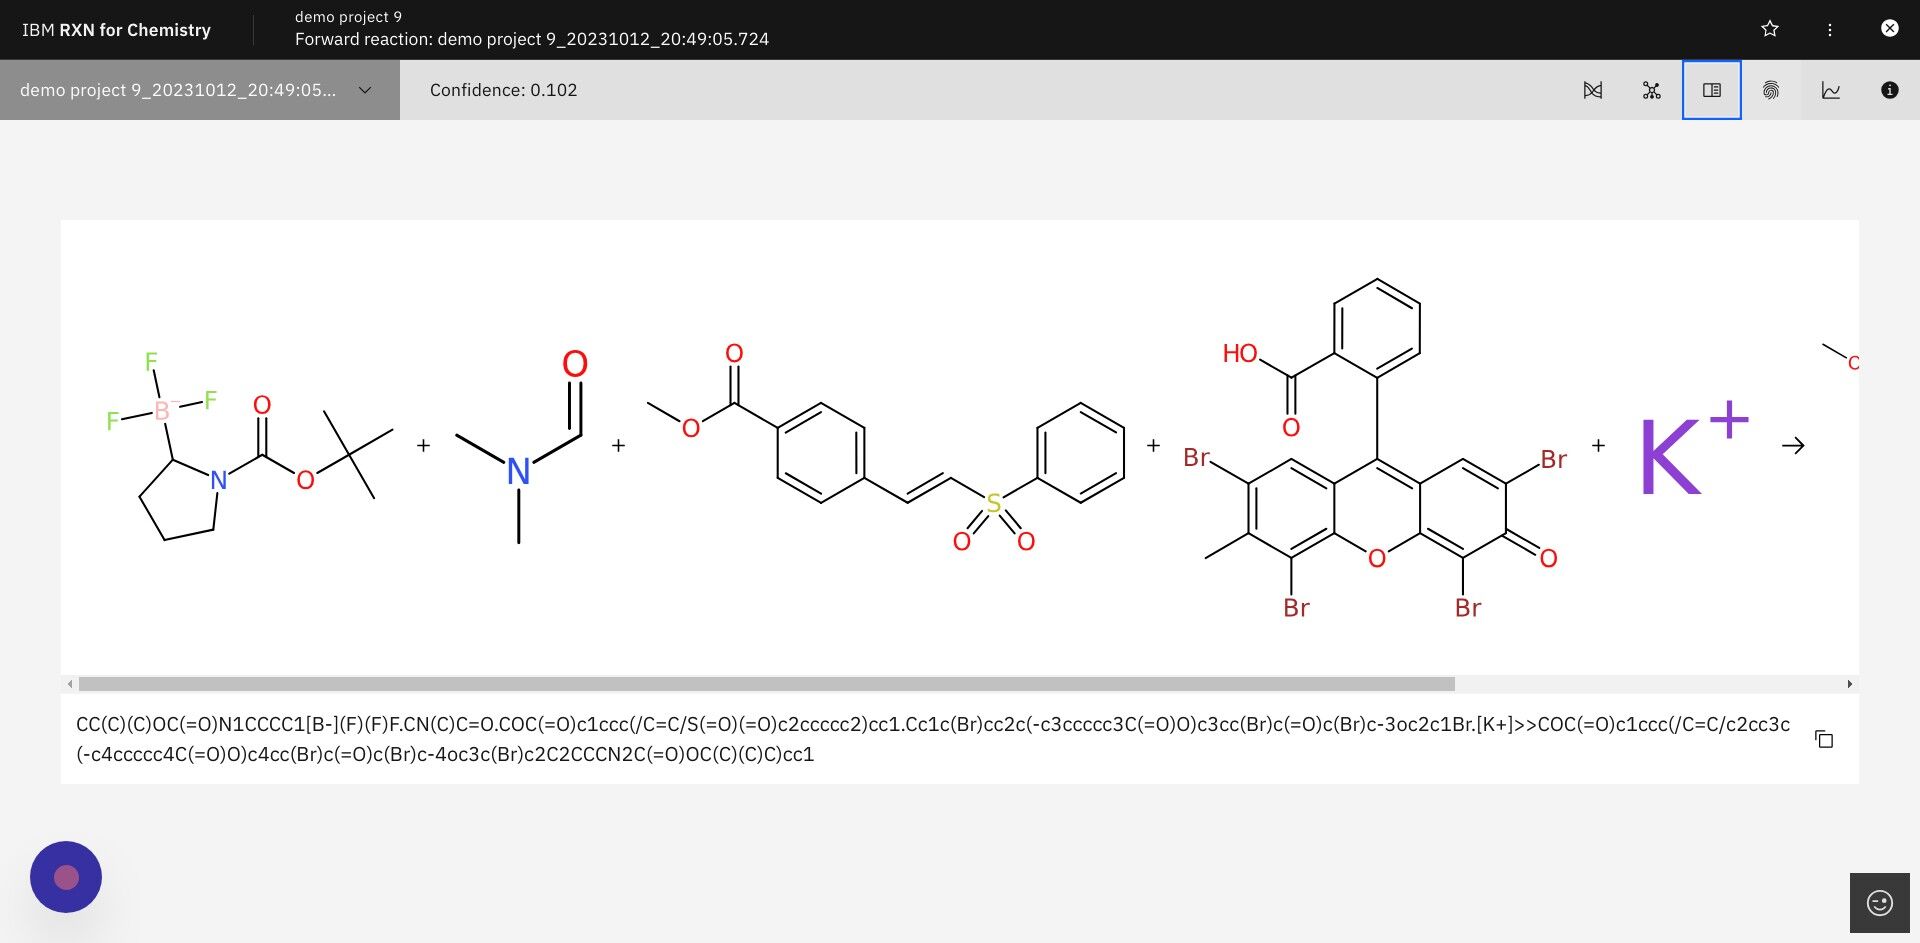 IBM RXN for Chemistry
demo project 9
Forward reaction: demo project 9_20231012_20:49:05.724
demo project 9_20231012_20:49:05...
Confidence: 0.102
F
F
B⁻
F
N
O
O
+
N
O
+
O
O
S
O
O
+
HO
O
Br
Br
O
O
Br
Br
+
K+
→
O
CC(C)(C)OC(=O)N1CCCC1[B-](F)(F)F.CN(C)C=O.COC(=O)c1ccc(/C=C/S(=O)(=O)c2ccccc2)cc1.Cc1c(Br)cc2c(-c3ccccc3C(=O)O)c3cc(Br)c(=O)c(Br)c-3oc2c1Br.[K+]>>COC(=O)c1ccc(/C=C/c2cc3c
(-c4ccccc4C(=O)O)c4cc(Br)c(=O)c(Br)c-4oc3c(Br)c2C2CCCN2C(=O)OC(C)(C)C)cc1